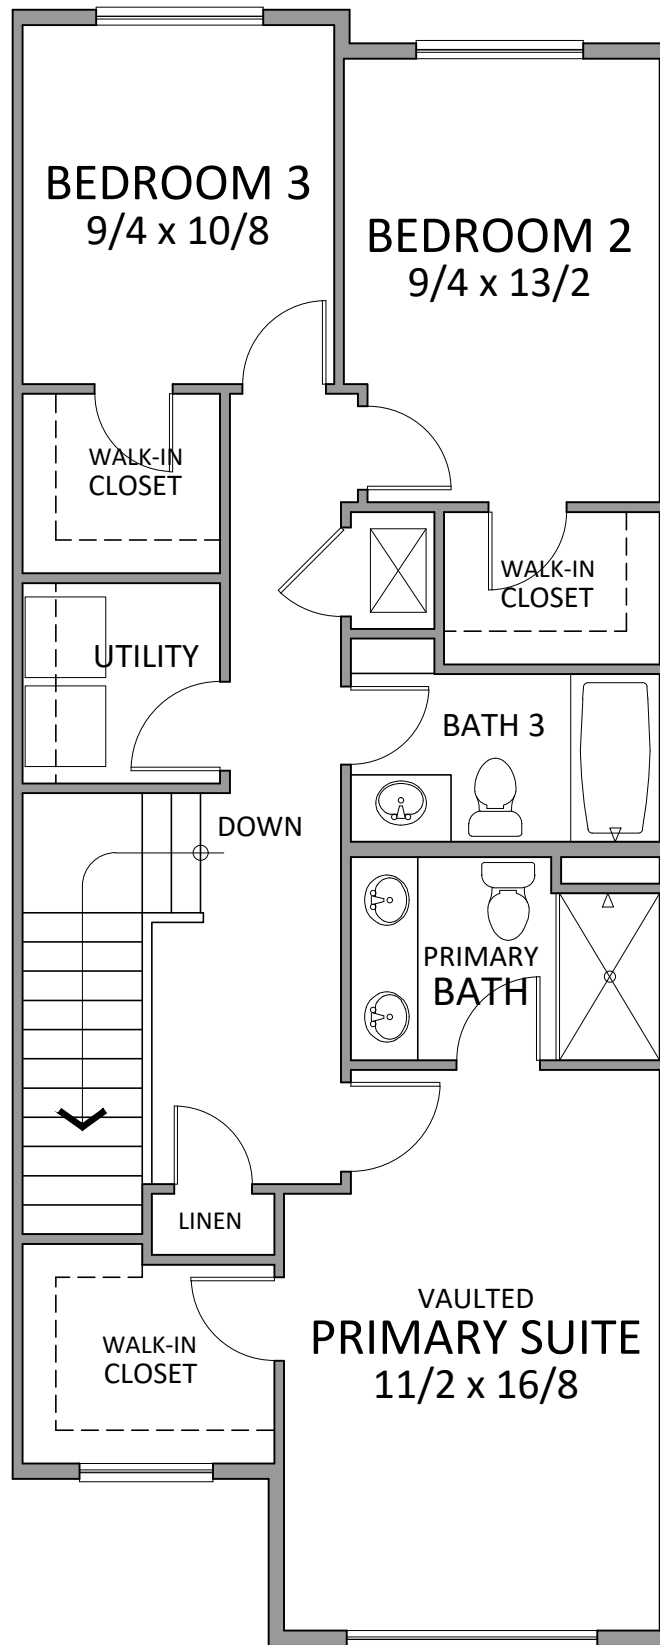 BEDROOM 3
9/4 x 10/8
BEDROOM 2
9/4 x 13/2
WALK-IN
CLOSET
WALK-IN
CLOSET
UTILITY
BATH 3
DOWN
PRIMARY
BATH
LINEN
VAULTED
PRIMARY SUITE
11/2 x 16/8
WALK-IN
CLOSET